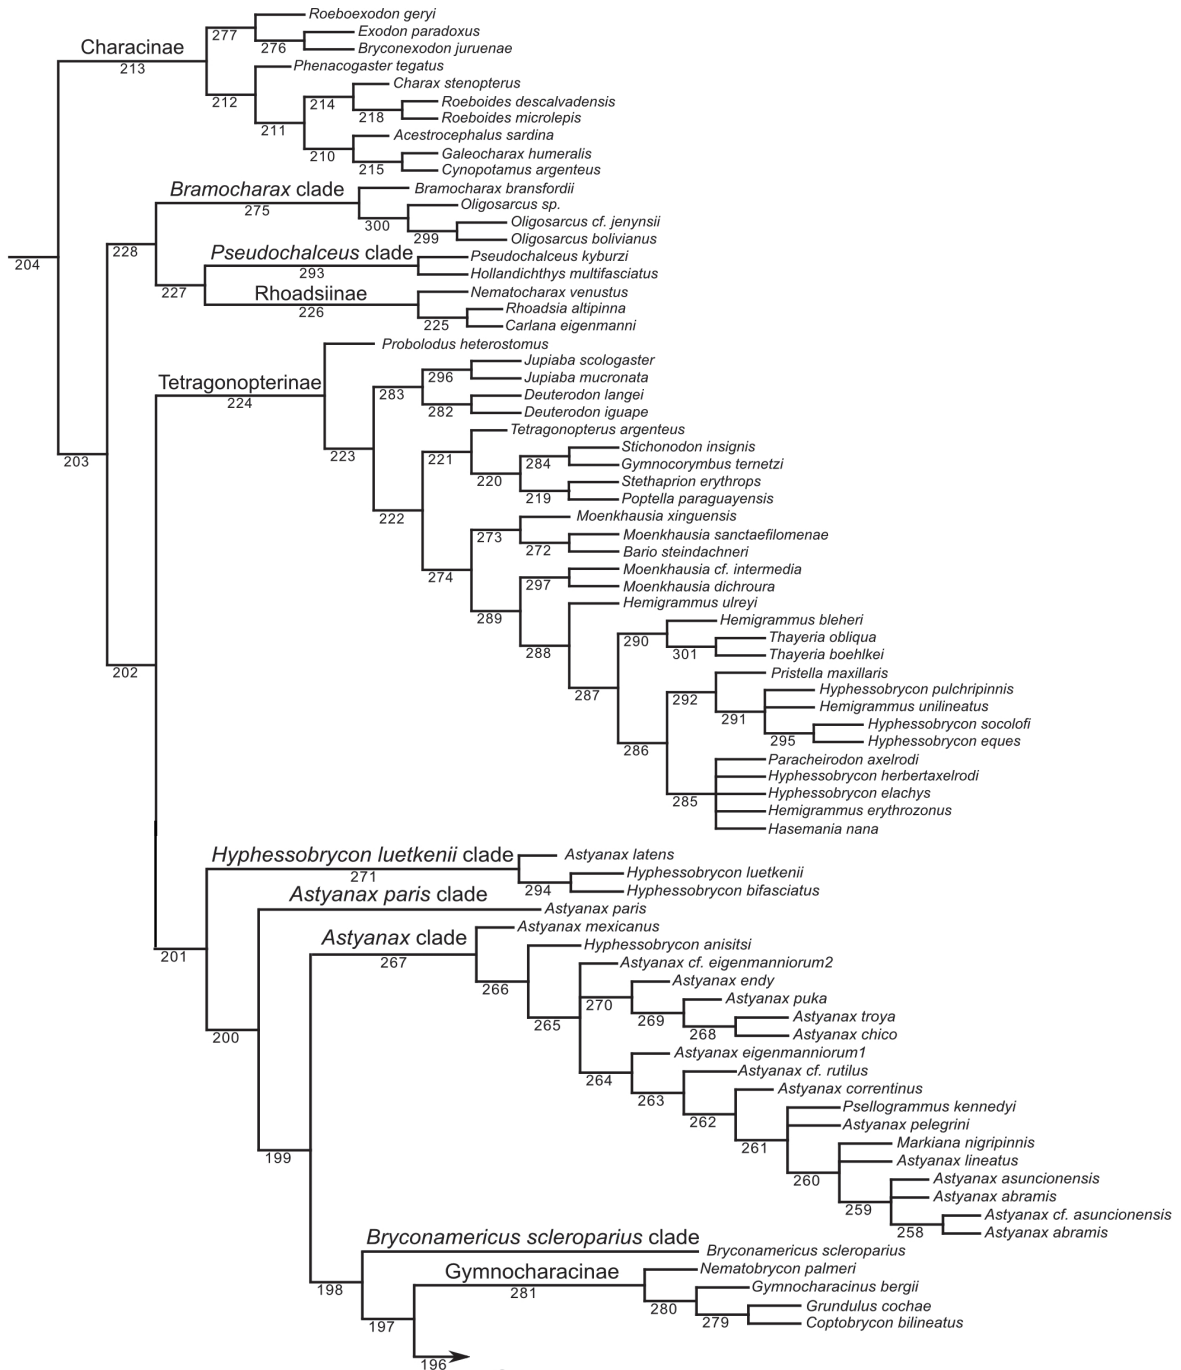 Roeboexodon geryi
277
Exodon paradoxus
276
Bryconexodon juruenae
Characinae
213
Phenacogaster tegatus
212
Charax stenopterus
214
Roeboides descalvadensis
218
Roeboides microlepis
211
Acestrocephalus sardina
210
Galeocharax humeralis
215
Cynopotamus argenteus
Bramocharax clade
275
Bramocharax bransfordii
Oligosarcus sp.
300
Oligosarcus cf. jenynsii
299
Oligosarcus bolivianus
228
204
Pseudochalceus clade
293
Pseudochalceus kyburzi
Hollandichthys multifasciatus
227
Rhoadsiinae
226
Nematocharax venustus
Rhoadsia altipinna
225
Carlana eigenmanni
Probolodus heterostomus
Tetragonopterinae
224
Jupiaba scologaster
296
Jupiaba mucronata
283
Deuterodon langei
282
Deuterodon iguape
223
203
Tetragonopterus argenteus
221
Stichonodon insignis
284
Gymnocorymbus ternetzi
220
Stethaprion erythrops
219
Poptella paraguayensis
222
Moenkhausia xinguensis
273
Moenkhausia sanctaefilomenae
272
Bario steindachneri
274
Moenkhausia cf. intermedia
297
Moenkhausia dichroura
289
Hemigrammus ulreyi
288
Hemigrammus bleheri
290
Thayeria obliqua
301
Thayeria boehlkei
202
287
Pristella maxillaris
292
Hyphessobrycon pulchripinnis
291
Hemigrammus unilineatus
Hyphessobrycon socolofi
295
Hyphessobrycon eques
286
Paracheirodon axelrodi
Hyphessobrycon herbertaxelrodi
285
Hyphessobrycon elachys
Hemigrammus erythrozonus
Hasemania nana
Hyphessobrycon luetkenii clade
271
Astyanax latens
Hyphessobrycon luetkenii
294
Hyphessobrycon bifasciatus
Astyanax paris clade
Astyanax paris
201
Astyanax clade
267
Astyanax mexicanus
266
Hyphessobrycon anisitsi
265
Astyanax cf. eigenmanniorum2
270
Astyanax endy
269
Astyanax puka
268
Astyanax troya
Astyanax chico
200
264
Astyanax eigenmanniorum1
263
Astyanax cf. rutilus
262
Astyanax correntinus
261
Psellogrammus kennedyi
Astyanax pelegrini
199
260
Markiana nigripinnis
Astyanax lineatus
259
Astyanax asuncionensis
Astyanax abramis
258
Astyanax cf. asuncionensis
Astyanax abramis
Bryconamericus scleroparius clade
Bryconamericus scleroparius
198
Gymnocharacinae
281
Nematobrycon palmeri
280
Gymnocharacinus bergii
279
Grundulus cochae
Coptobrycon bilineatus
197
196